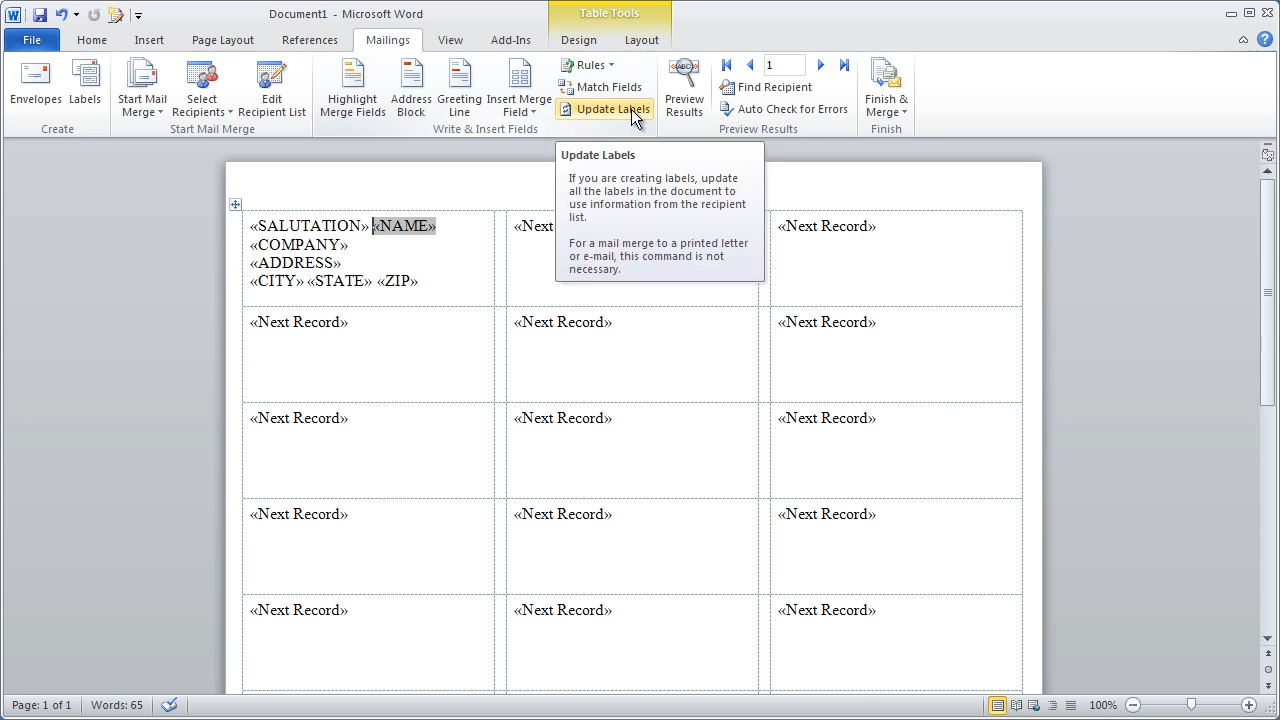 Document1 - Microsoft Word
Table Tools
File
Home
Insert
Page Layout
References
Mailings
View
Add-Ins
Design
Layout
Envelopes
Labels
Create
Start Mail
Merge
Select
Recipients
Edit
Recipient List
Start Mail Merge
Highlight
Merge Fields
Address
Block
Greeting
Line
Insert Merge
Field
Rules
Match Fields
Update Labels
Write & Insert Fields
Preview
Results
1
Find Recipient
Auto Check for Errors
Preview Results
Finish &
Merge
Finish
Update Labels
If you are creating labels, update
all the labels in the document to
use information from the recipient
list.
For a mail merge to a printed letter
or e-mail, this command is not
necessary.
«SALUTATION» «NAME»
«COMPANY»
«ADDRESS»
«CITY» «STATE» «ZIP»
«Next
«Next Record»
«Next Record»
«Next Record»
«Next Record»
«Next Record»
«Next Record»
«Next Record»
«Next Record»
«Next Record»
«Next Record»
«Next Record»
«Next Record»
«Next Record»
Page: 1 of 1
Words: 65
100%